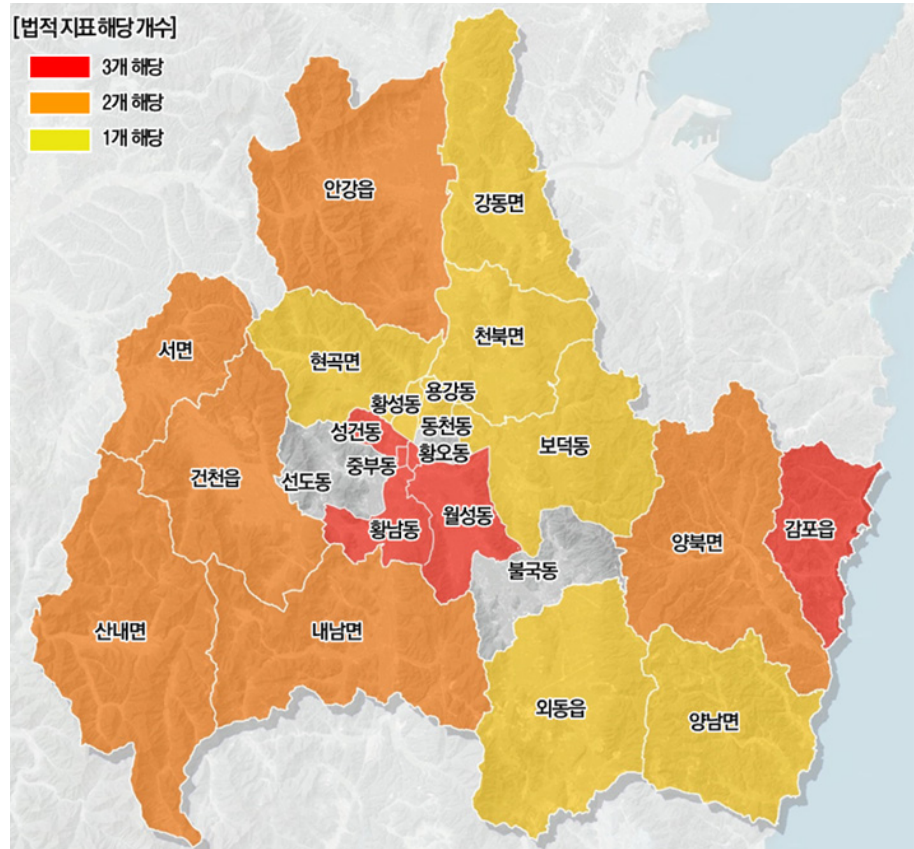 [법적 지표 해당 개수]
3개 해당
2개 해당
1개 해당
안강읍
강동면
천북면
서면
현곡면
용강동
황성동
동천동
성건동
황오동
보덕동
중부동
건천읍
선도동
월성동
황남동
감포읍
양북면
불국동
산내면
내남면
외동읍
양남면